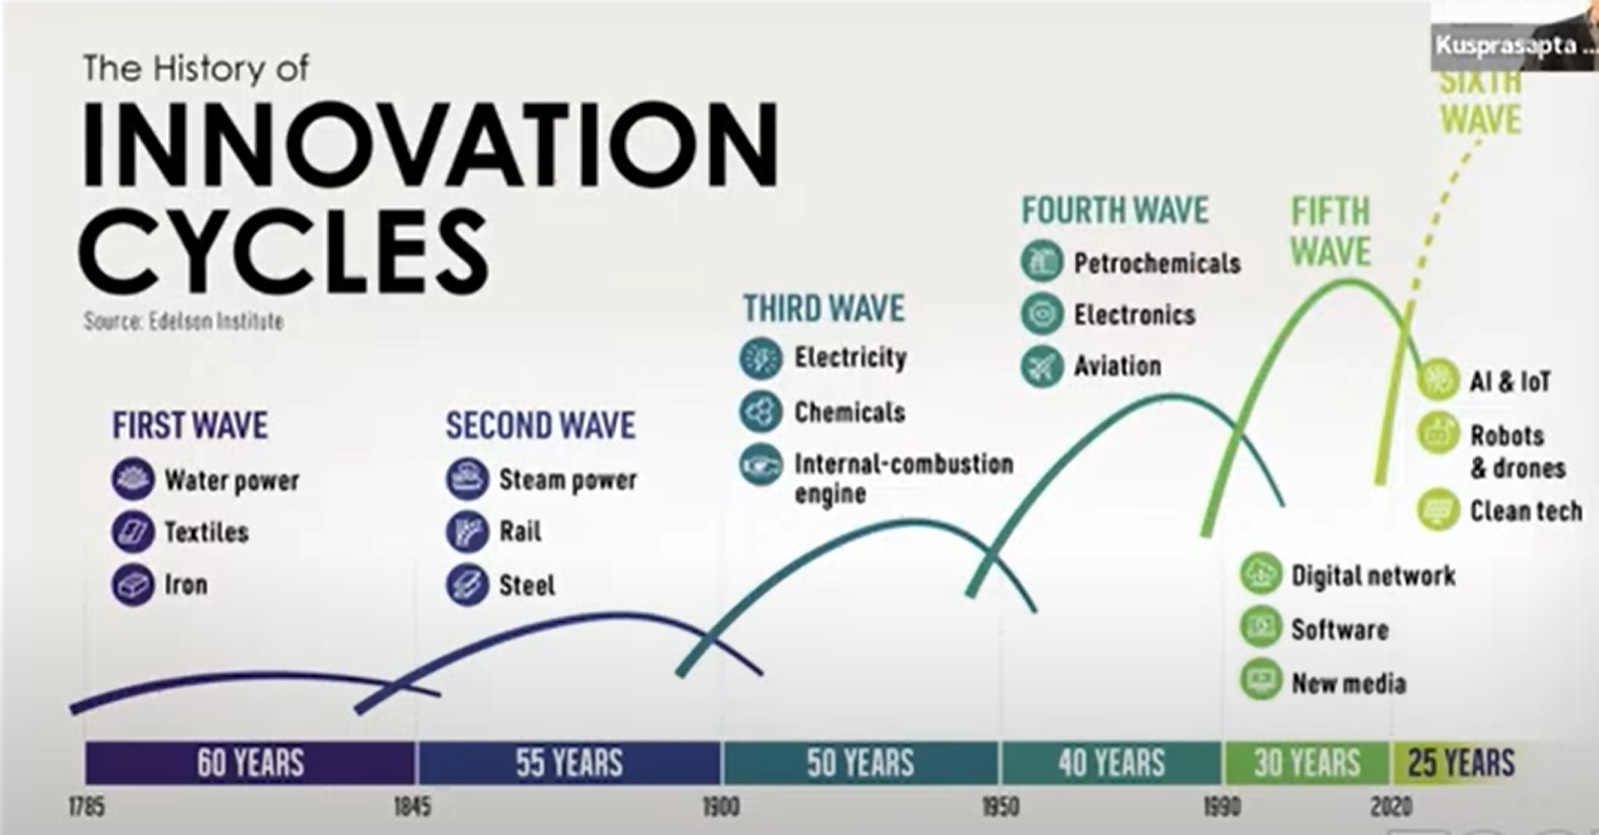 Kusprasapta ...
The History of
INNOVATION
CYCLES
Source: Edelson Institute
FIRST WAVE
Water power
Textiles
Iron
SECOND WAVE
Steam power
Rail
Steel
THIRD WAVE
Electricity
Chemicals
Internal-combustion
engine
FOURTH WAVE
Petrochemicals
Electronics
Aviation
FIFTH
WAVE
Digital network
Software
New media
SIXTH
WAVE
AI & IoT
Robots
& drones
Clean tech
60 YEARS
55 YEARS
50 YEARS
40 YEARS
30 YEARS
25 YEARS
1785
1845
1900
1950
1990
2020